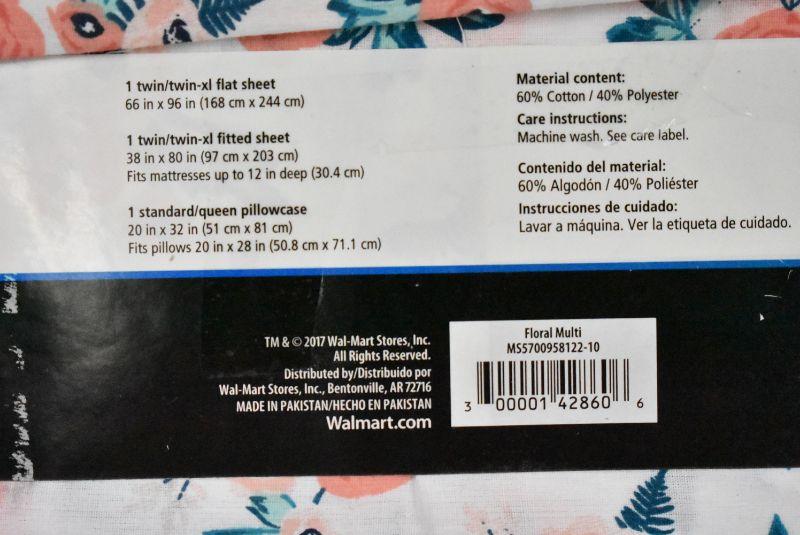 1 twin/twin-xl flat sheet
66 in x 96 in (168 cm x 244 cm)
1 twin/twin-xl fitted sheet
38 in x 80 in (97 cm x 203 cm)
Fits mattresses up to 12 in deep (30.4 cm)
1 standard/queen pillowcase
20 in x 32 in (51 cm x 81 cm)
Fits pillows 20 in x 28 in (50.8 cm x 71.1 cm)
Material content:
60% Cotton / 40% Polyester
Care instructions:
Machine wash. See care label.
Contenido del material:
60% Algodón / 40% Poliéster
Instrucciones de cuidado:
Lavar a máquina. Ver la etiqueta de cuidado.
TM & © 2017 Wal-Mart Stores, Inc.
All Rights Reserved.
Distributed by/Distribuido por
Wal-Mart Stores, Inc., Bentonville, AR 72716
MADE IN PAKISTAN/HECHO EN PAKISTAN
Walmart.com
Floral Multi
MS5700958122-10
3 00001 42860 6